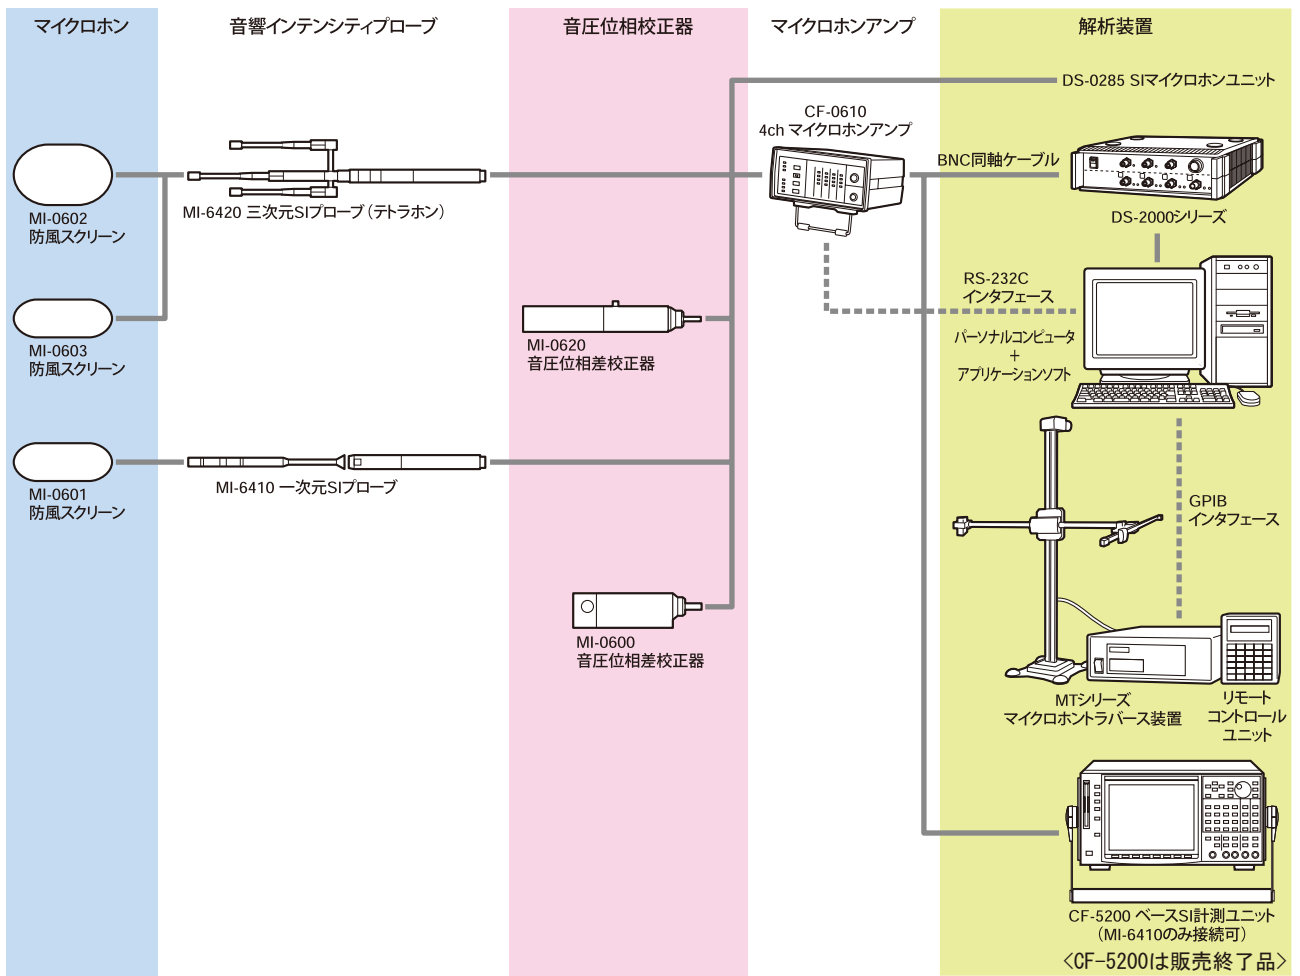 マイクロホン
音響インテンシティプローブ
音圧位相校正器
マイクロホンアンプ
解析装置
MI-0602
防風スクリーン
MI-0603
防風スクリーン
MI-0601
防風スクリーン
MI-6420 三次元SIプローブ（テトラホン）
MI-6410 一次元SIプローブ
MI-0620
音圧位相差校正器
MI-0600
音圧位相差校正器
CF-0610
4ch マイクロホンアンプ
DS-0285 SIマイクロホンユニット
BNC同軸ケーブル
DS-2000シリーズ
RS-232C
インタフェース
パーソナルコンピュータ
+
アプリケーションソフト
GPIB
インタフェース
MTシリーズ
マイクロホントラバース装置
リモート
コントロール
ユニット
CF-5200 ベースSI計測ユニット
（MI-6410のみ接続可）
＜CF-5200は販売終了品＞